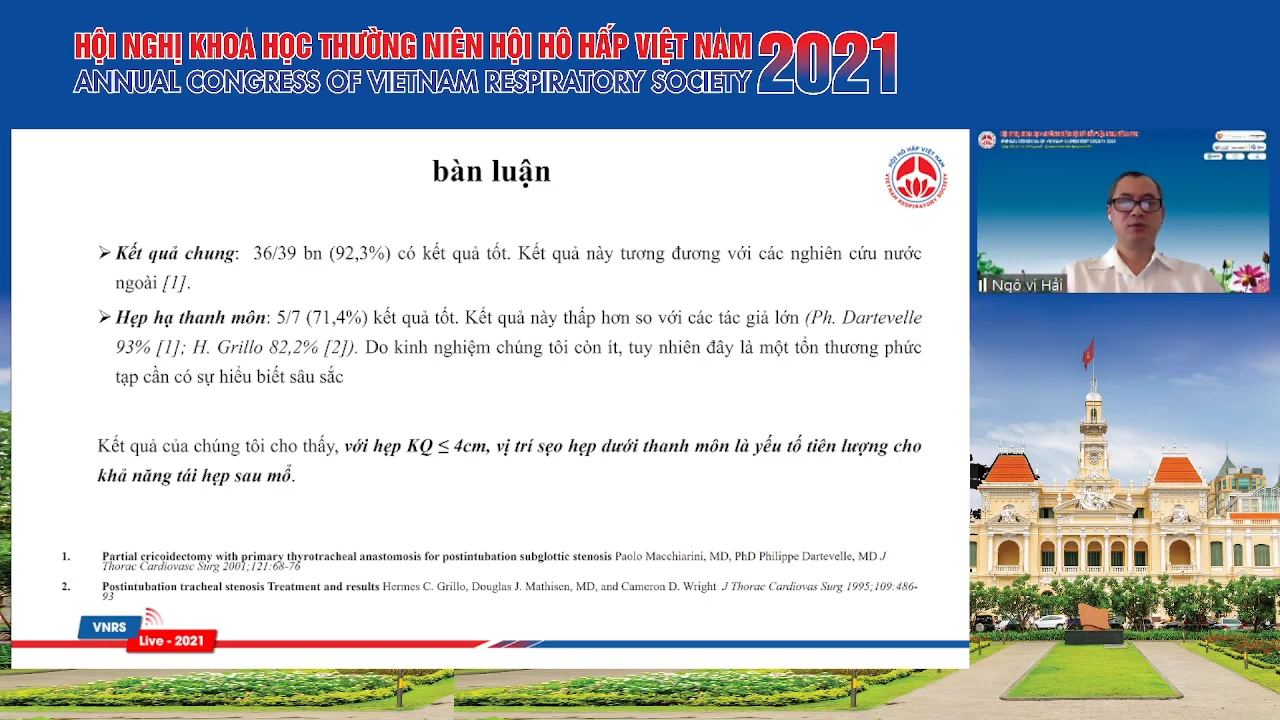 HỘI NGHỊ KHOA HỌC THƯỜNG NIÊN HỘI HÔ HẤP VIỆT NAM 2021
ANNUAL CONGRESS OF VIETNAM RESPIRATORY SOCIETY
bàn luận
HỘI HÔ HẤP VIỆT NAM
VIETNAM RESPIRATORY SOCIETY
Ngô vi Hải
➢ Kết quả chung: 36/39 bn (92,3%) có kết quả tốt. Kết quả này tương đương với các nghiên cứu nước
ngoài [1].
➢ Hẹp hạ thanh môn: 5/7 (71,4%) kết quả tốt. Kết quả này thấp hơn so với các tác giả lớn (Ph. Dartevelle
93% [1]; H. Grillo 82,2% [2]). Do kinh nghiệm chúng tôi còn ít, tuy nhiên đây là một tổn thương phức
tạp cần có sự hiểu biết sâu sắc
Kết quả của chúng tôi cho thấy, với hẹp KQ ≤ 4cm, vị trí sẹo hẹp dưới thanh môn là yếu tố tiên lượng cho
khả năng tái hẹp sau mổ.
1. Partial cricoidectomy with primary thyrotracheal anastomosis for postintubation subglottic stenosis Paolo Macchiarini, MD, PhD Philippe Dartevelle, MD J
Thorac Cardiovasc Surg 2001;121:68-76
2. Postintubation tracheal stenosis Treatment and results Hermes C. Grillo, Douglas J. Mathisen, MD, and Cameron D. Wright J Thorac Cardiovas Surg 1995;109:486-
93
VNRS
Live - 2021